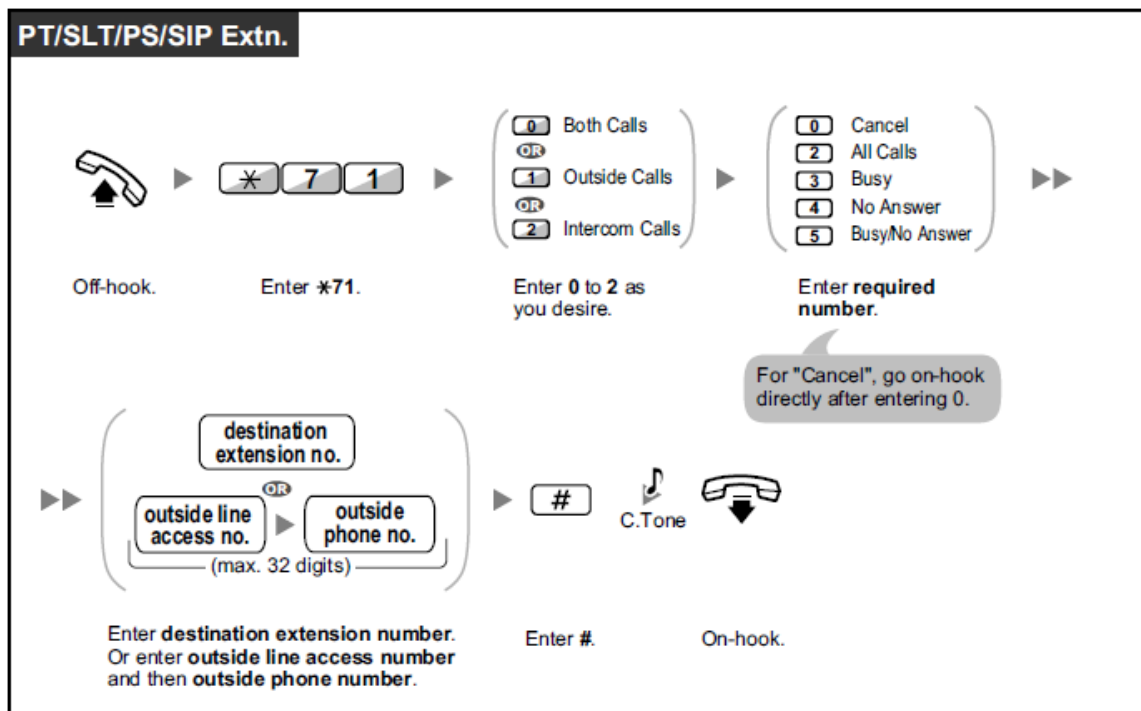 PT/SLT/PS/SIP Extn.
0 Both Calls
OR
1 Outside Calls
OR
2 Intercom Calls
0 Cancel
2 All Calls
3 Busy
4 No Answer
5 Busy/No Answer
* 7 1
Off-hook.
Enter *71.
Enter 0 to 2 as
you desire.
Enter required
number.
For "Cancel", go on-hook
directly after entering 0.
destination
extension no.
OR
outside line
access no.
outside
phone no.
(max. 32 digits)
#
C.Tone
Enter destination extension number.
Or enter outside line access number
and then outside phone number.
Enter #.
On-hook.